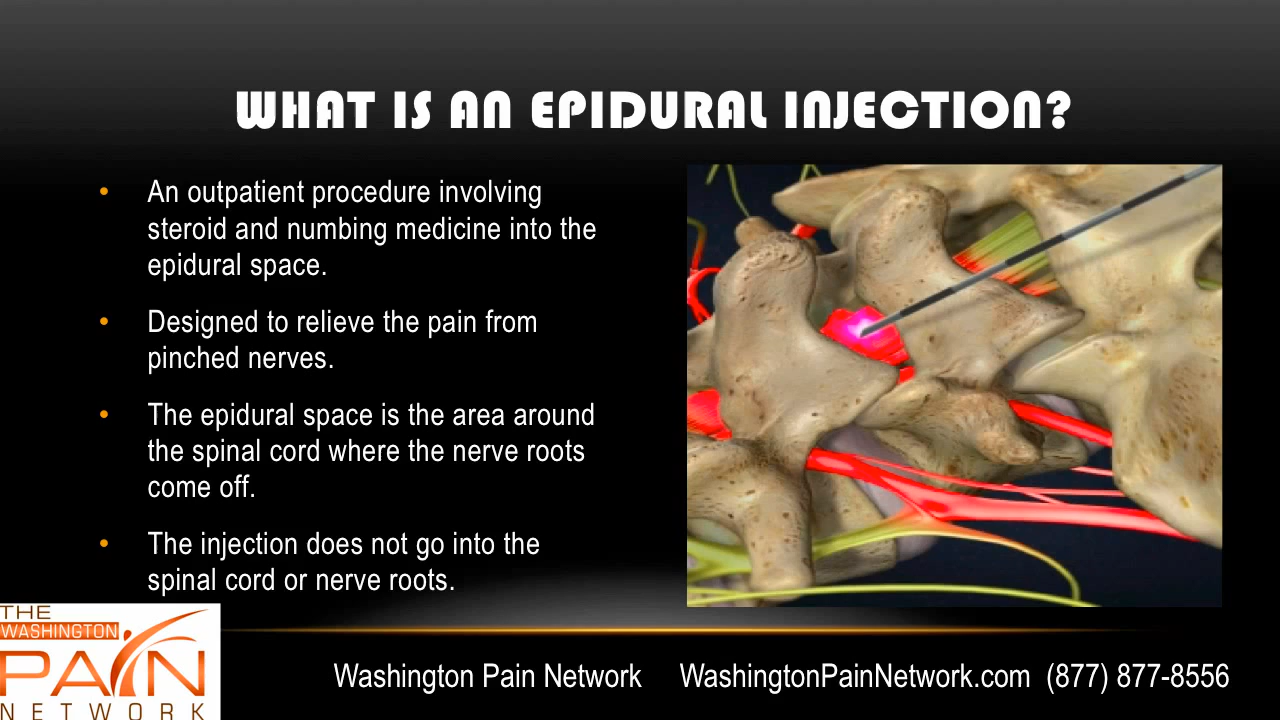 WHAT IS AN EPIDURAL INJECTION?
• An outpatient procedure involving
steroid and numbing medicine into the
epidural space.
• Designed to relieve the pain from
pinched nerves.
• The epidural space is the area around
the spinal cord where the nerve roots
come off.
• The injection does not go into the
spinal cord or nerve roots.
THE
WASHINGTON
PAIN
NETWORK
Washington Pain Network WashingtonPainNetwork.com (877) 877-8556